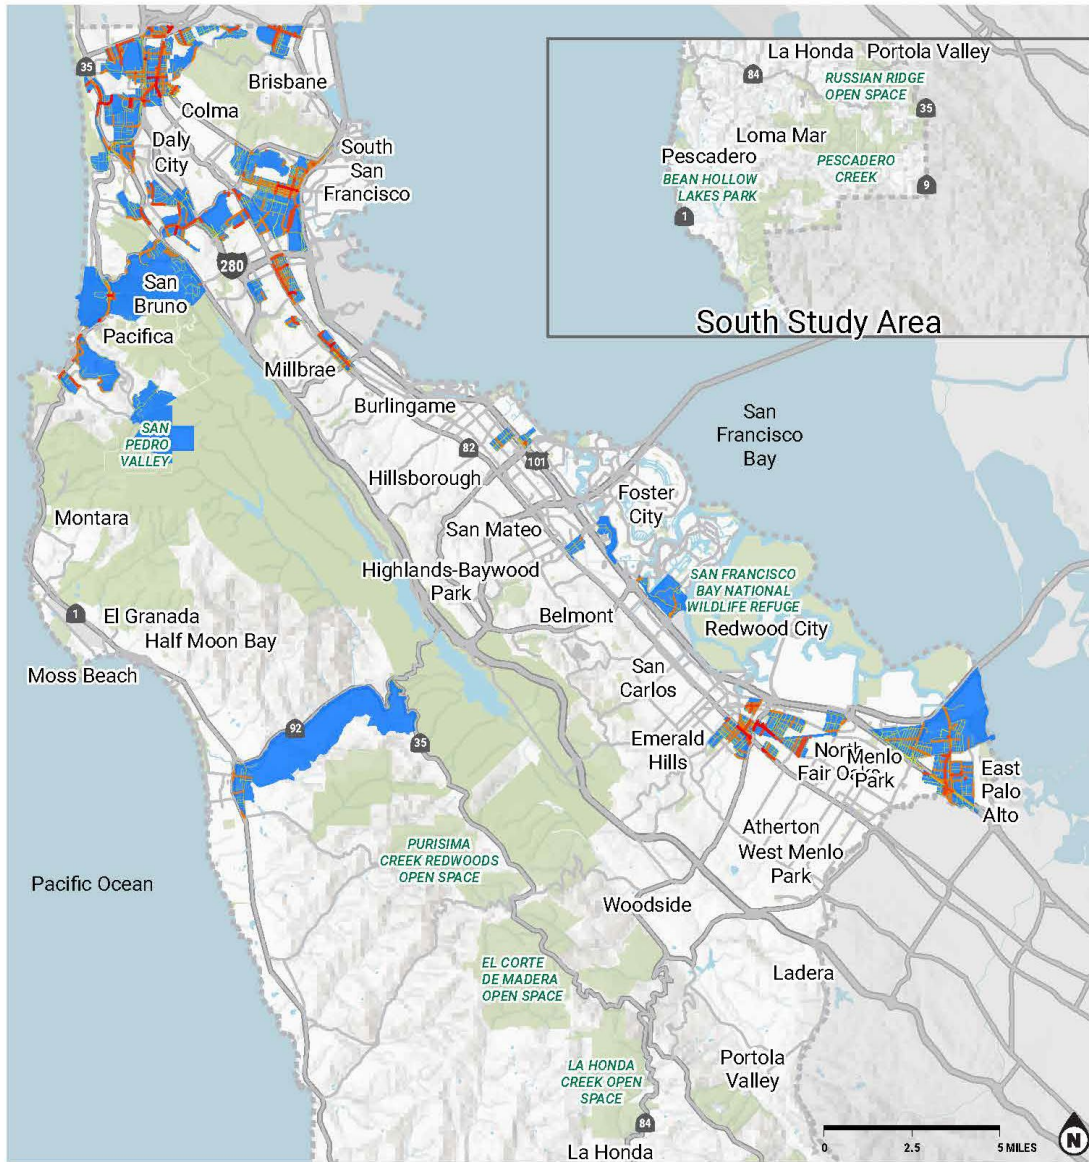 35
Brisbane
Colma
Daly
City
South
San
Francisco
280
San
Bruno
Pacifica
Millbrae
Burlingame
SAN
PEDRO
VALLEY
82
101
Hillsborough
San
Francisco
Bay
Foster
City
Montara
San Mateo
Highlands-Baywood
Park
SAN FRANCISCO
BAY NATIONAL
WILDLIFE REFUGE
1
El Granada
Half Moon Bay
Belmont
Redwood City
Moss Beach
San
Carlos
92
35
Emerald
Hills
North
Fair Oaks
Menlo
Park
East
Palo
Alto
Atherton
West Menlo
Park
PURISIMA
CREEK REDWOODS
OPEN SPACE
Pacific Ocean
Woodside
EL CORTE
DE MADERA
OPEN SPACE
Ladera
LA HONDA
CREEK OPEN
SPACE
Portola
Valley
84
La Honda
La Honda
Portola Valley
84
RUSSIAN RIDGE
OPEN SPACE
35
Loma Mar
Pescadero
BEAN HOLLOW
LAKES PARK
PESCADERO
CREEK
9
1
South Study Area
0 2.5 5 MILES
N